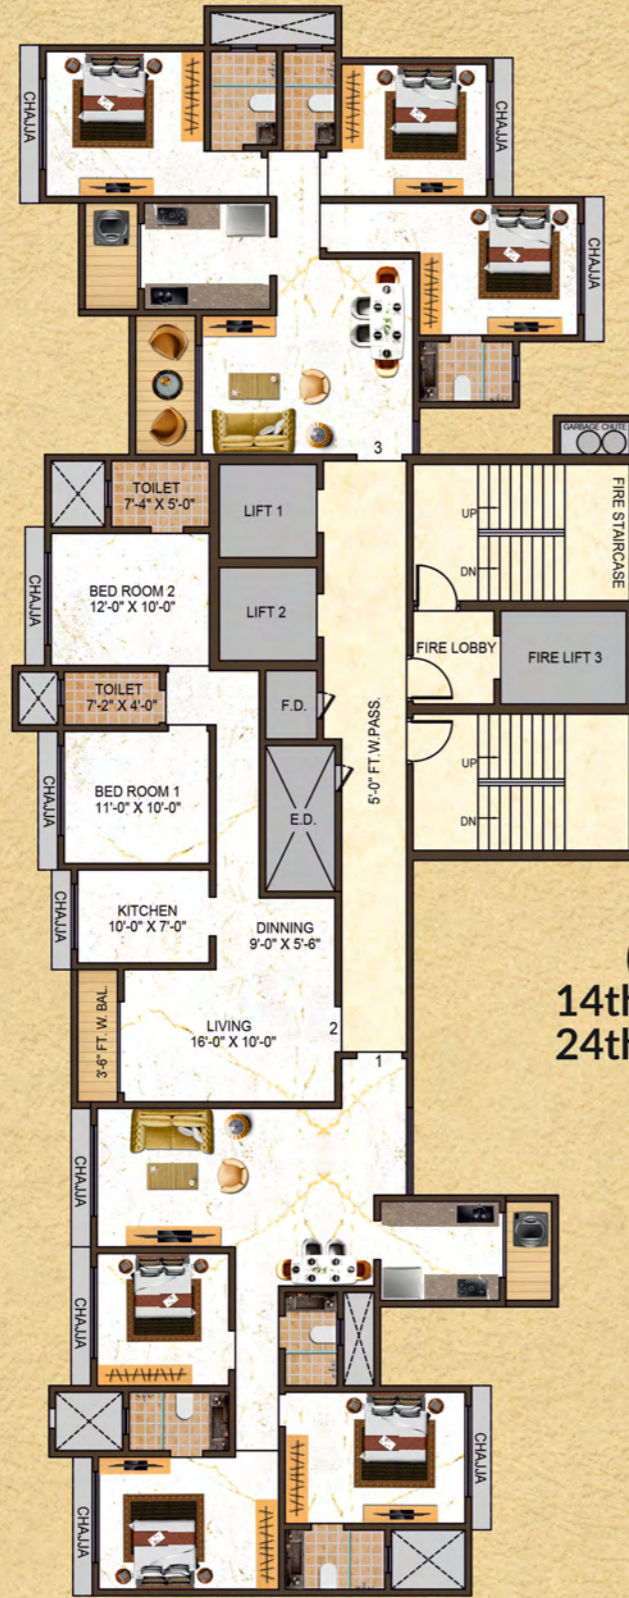 CHAJJA
CHAJJA
CHAJJA
GARBAGE CHUTE
3
TOILET
7'-4" X 5'-0"
LIFT 1
UP
FIRE STAIRCASE
DN
CHAJJA
BED ROOM 2
12'-0" X 10'-0"
LIFT 2
FIRE LOBBY
FIRE LIFT 3
TOILET
7'-2" X 4'-0"
F.D.
5'-0" FT.W.PASS.
UP
DN
CHAJJA
BED ROOM 1
11'-0" X 10'-0"
E.D.
CHAJJA
KITCHEN
10'-0" X 7'-0"
DINNING
9'-0" X 5'-6"
3'-6" FT. W. BAL
LIVING
16'-0" X 10'-0"
2
14th
24th
1
CHAJJA
CHAJJA
CHAJJA
CHAJJA